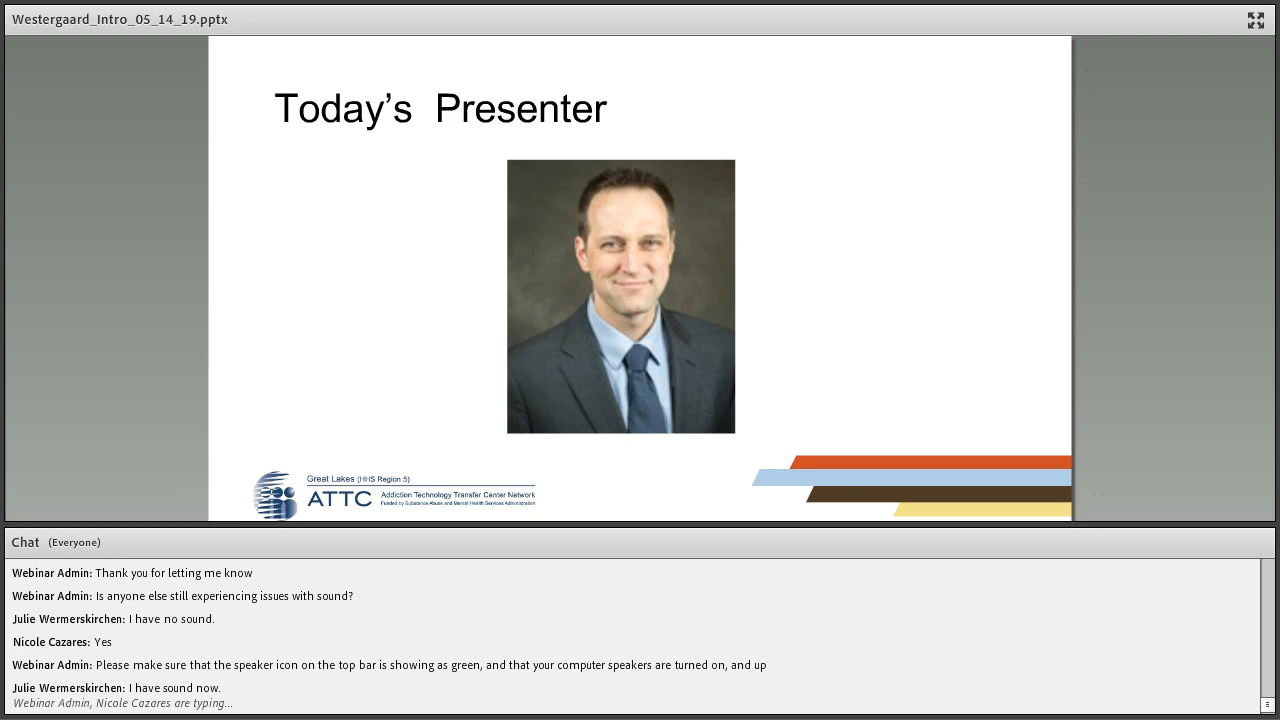 Westergaard_Intro_05_14_19.pptx
Today's  Presenter
Great Lakes (HHS Region 5)
ATTC
Addiction Technology Transfer Center Network
Funded by Substance Abuse and Mental Health Services Administration
Chat (Everyone)
Webinar Admin: Thank you for letting me know
Webinar Admin: Is anyone else still experiencing issues with sound?
Julie Wermerskirchen: I have no sound.
Nicole Cazares: Yes
Webinar Admin: Please make sure that the speaker icon on the top bar is showing as green, and that your computer speakers are turned on, and up
Julie Wermerskirchen: I have sound now.
Webinar Admin, Nicole Cazares are typing...